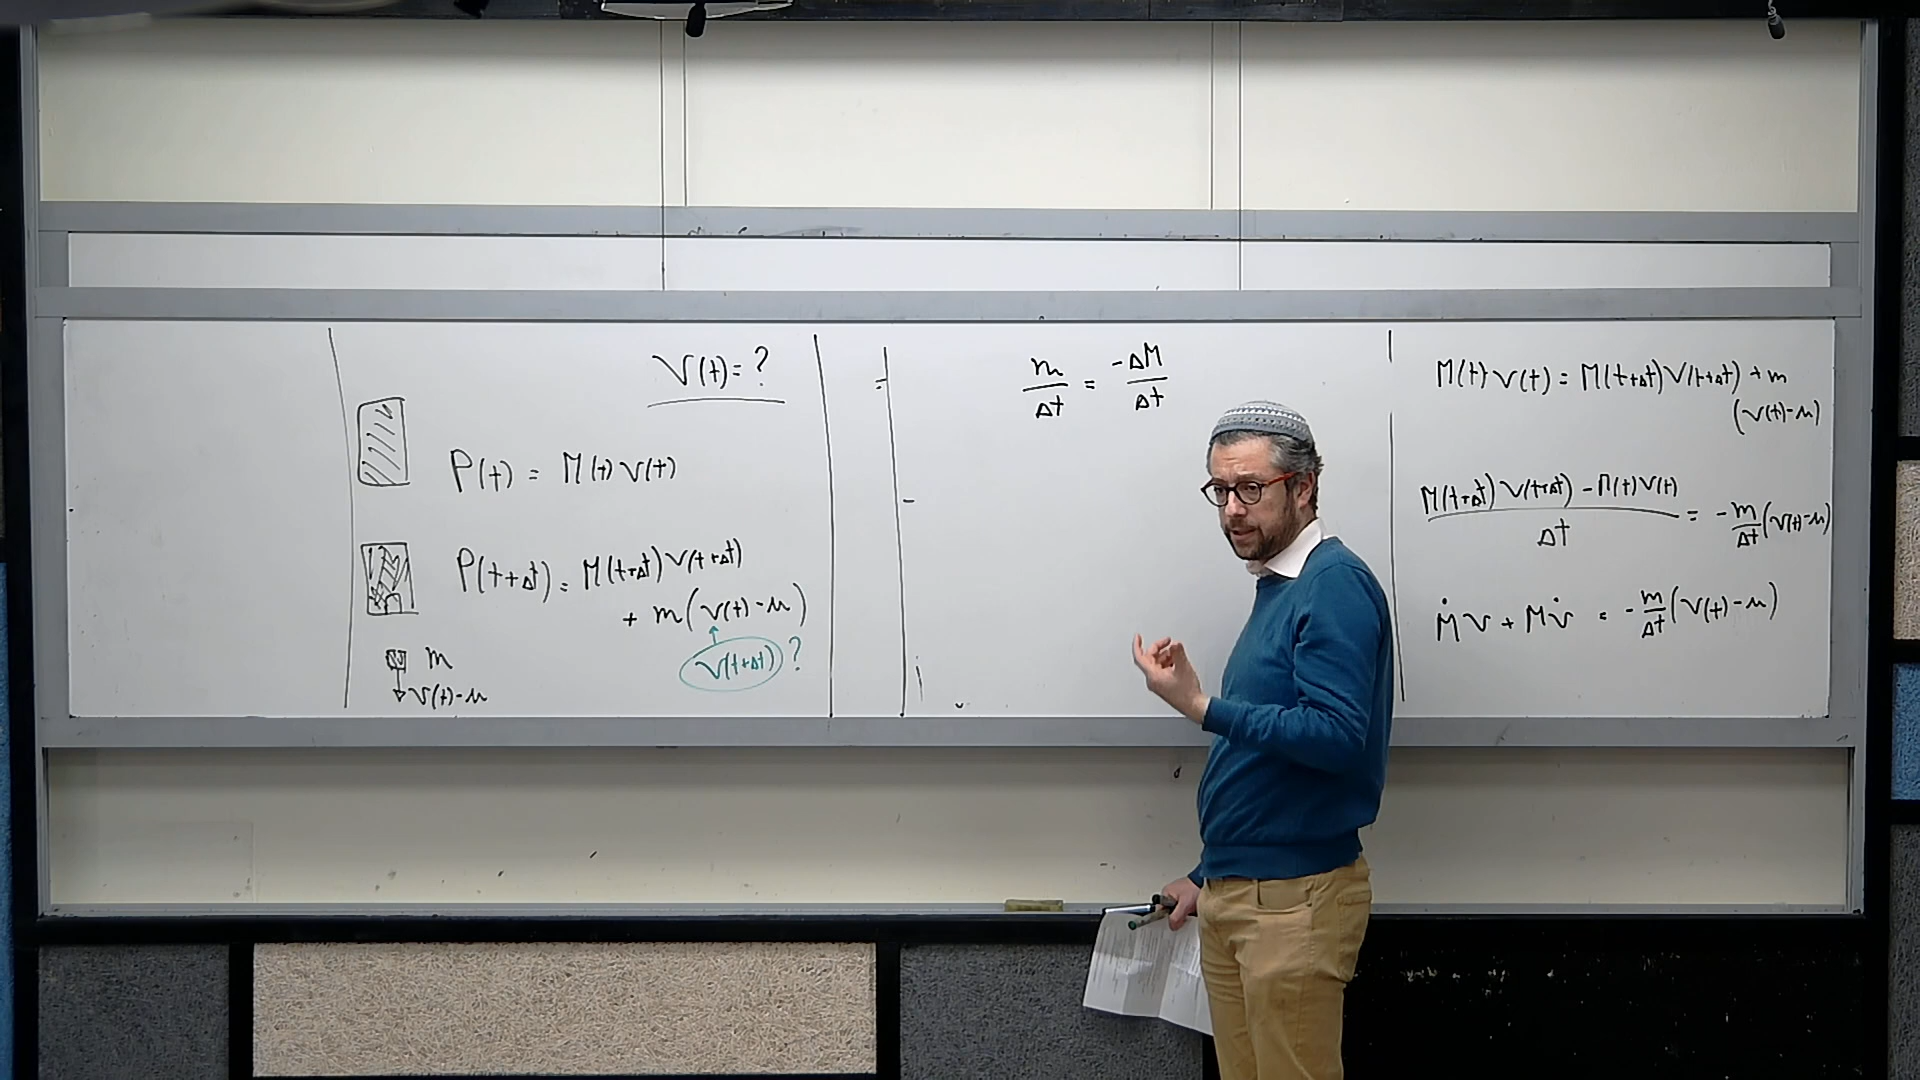 V(t) = ?
P(t) = M(t) V(t)
P(t+Δt) = M(t+Δt) V(t+Δt)
+ m(V(t)-u)
V(t+Δt) ?
m
V(t)-u
m/Δt = -ΔM/Δt
M(t) V(t) = M(t+Δt) V(t+Δt) + m
(V(t)-u)
(M(t+Δt) V(t+Δt) - M(t) V(t))/Δt = -m/Δt (V(t)-u)
Ṁv + Mv̇ = -m/Δt (V(t)-u)